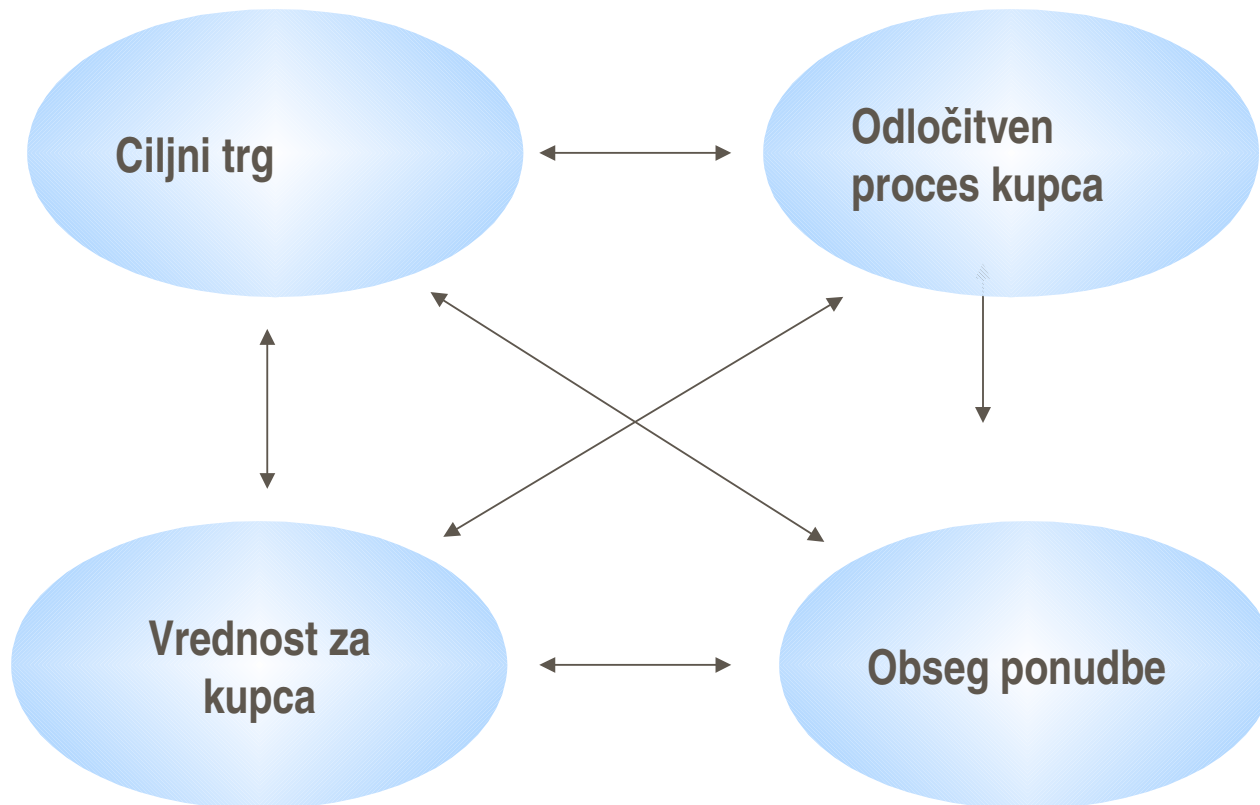 Ciljni trg
Odločitven
proces kupca
Vrednost za
kupca
Obseg ponudbe